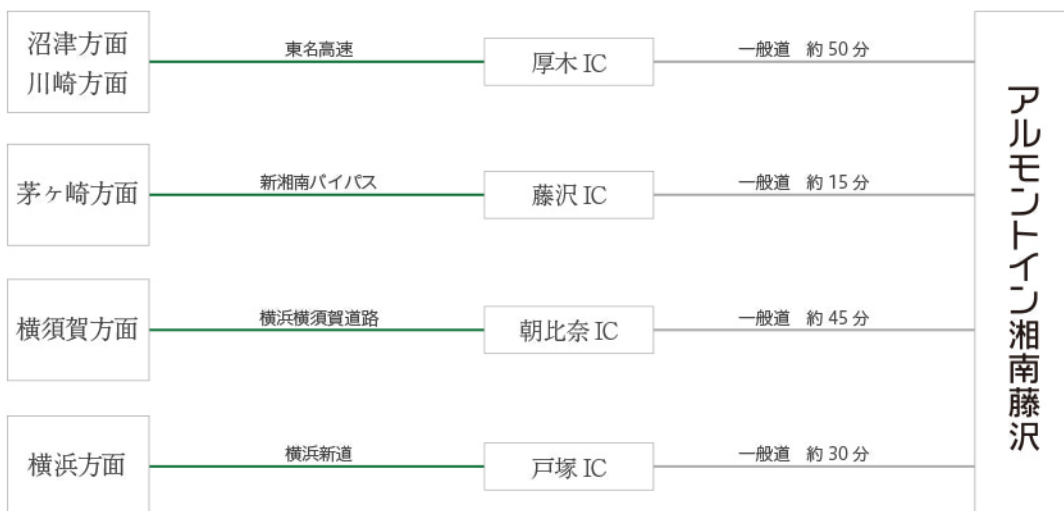 沼津方面
川崎方面
東名高速
厚木 IC
一般道 約 50 分
茅ヶ崎方面
新湘南バイパス
藤沢 IC
一般道 約 15 分
横須賀方面
横浜横須賀道路
朝比奈 IC
一般道 約 45 分
横浜方面
横浜新道
戸塚 IC
一般道 約 30 分
アルモントイン湘南藤沢